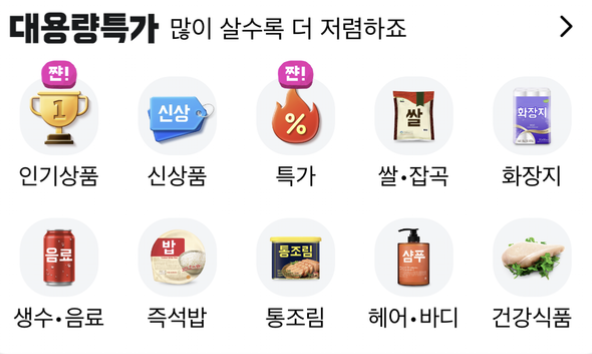 대용량특가 많이 살수록 더 저렴하죠
쨘! 쨘!
1 신상 % 쌀 화장지
인기상품 신상품 특가 쌀•잡곡 화장지
음료 밥 통조림 샴푸
생수•음료 즉석밥 통조림 헤어•바디 건강식품